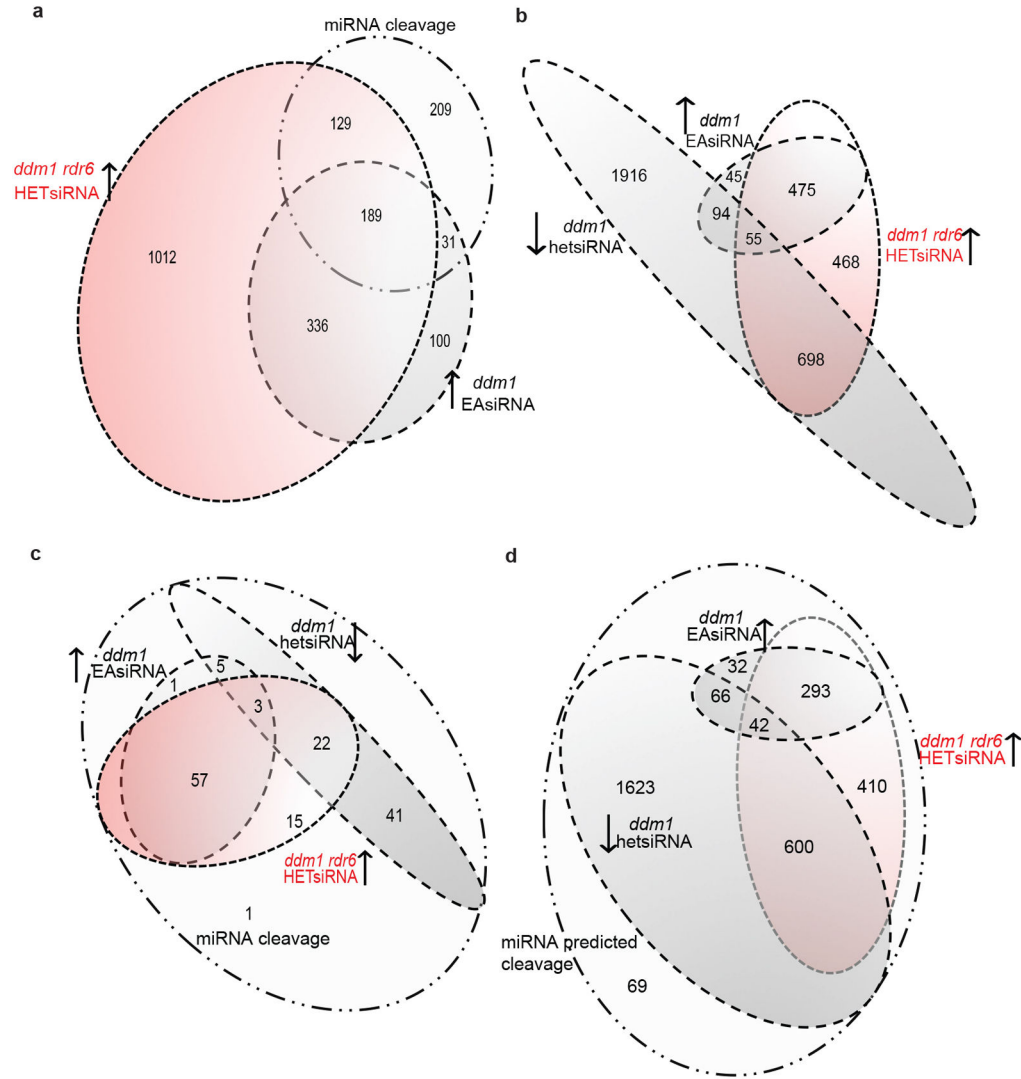 a
miRNA cleavage
209
129
ddm1 rdr6
HETsiRNA
189
31
1012
336
100
ddm1
EAsiRNA
b
ddm1
EAsiRNA
1916
45
475
94
55
ddm1
hetsiRNA
ddm1 rdr6
HETsiRNA
468
698
c
ddm1
hetsiRNA
ddm1
EAsiRNA
5
1
3
22
57
15
41
ddm1 rdr6
HETsiRNA
1
miRNA cleavage
d
ddm1
EAsiRNA
32
66
293
42
ddm1 rdr6
HETsiRNA
1623
410
ddm1
hetsiRNA
600
miRNA predicted
cleavage
69